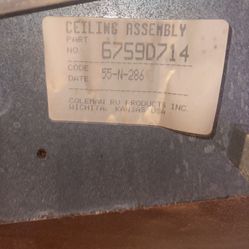 CEILING ASSEMBLY
PART
NO. 6759D714
CODE 55-N-286
DATE
COLEMAN RV PRODUCTS INC.
WICHITA, KANSAS USA